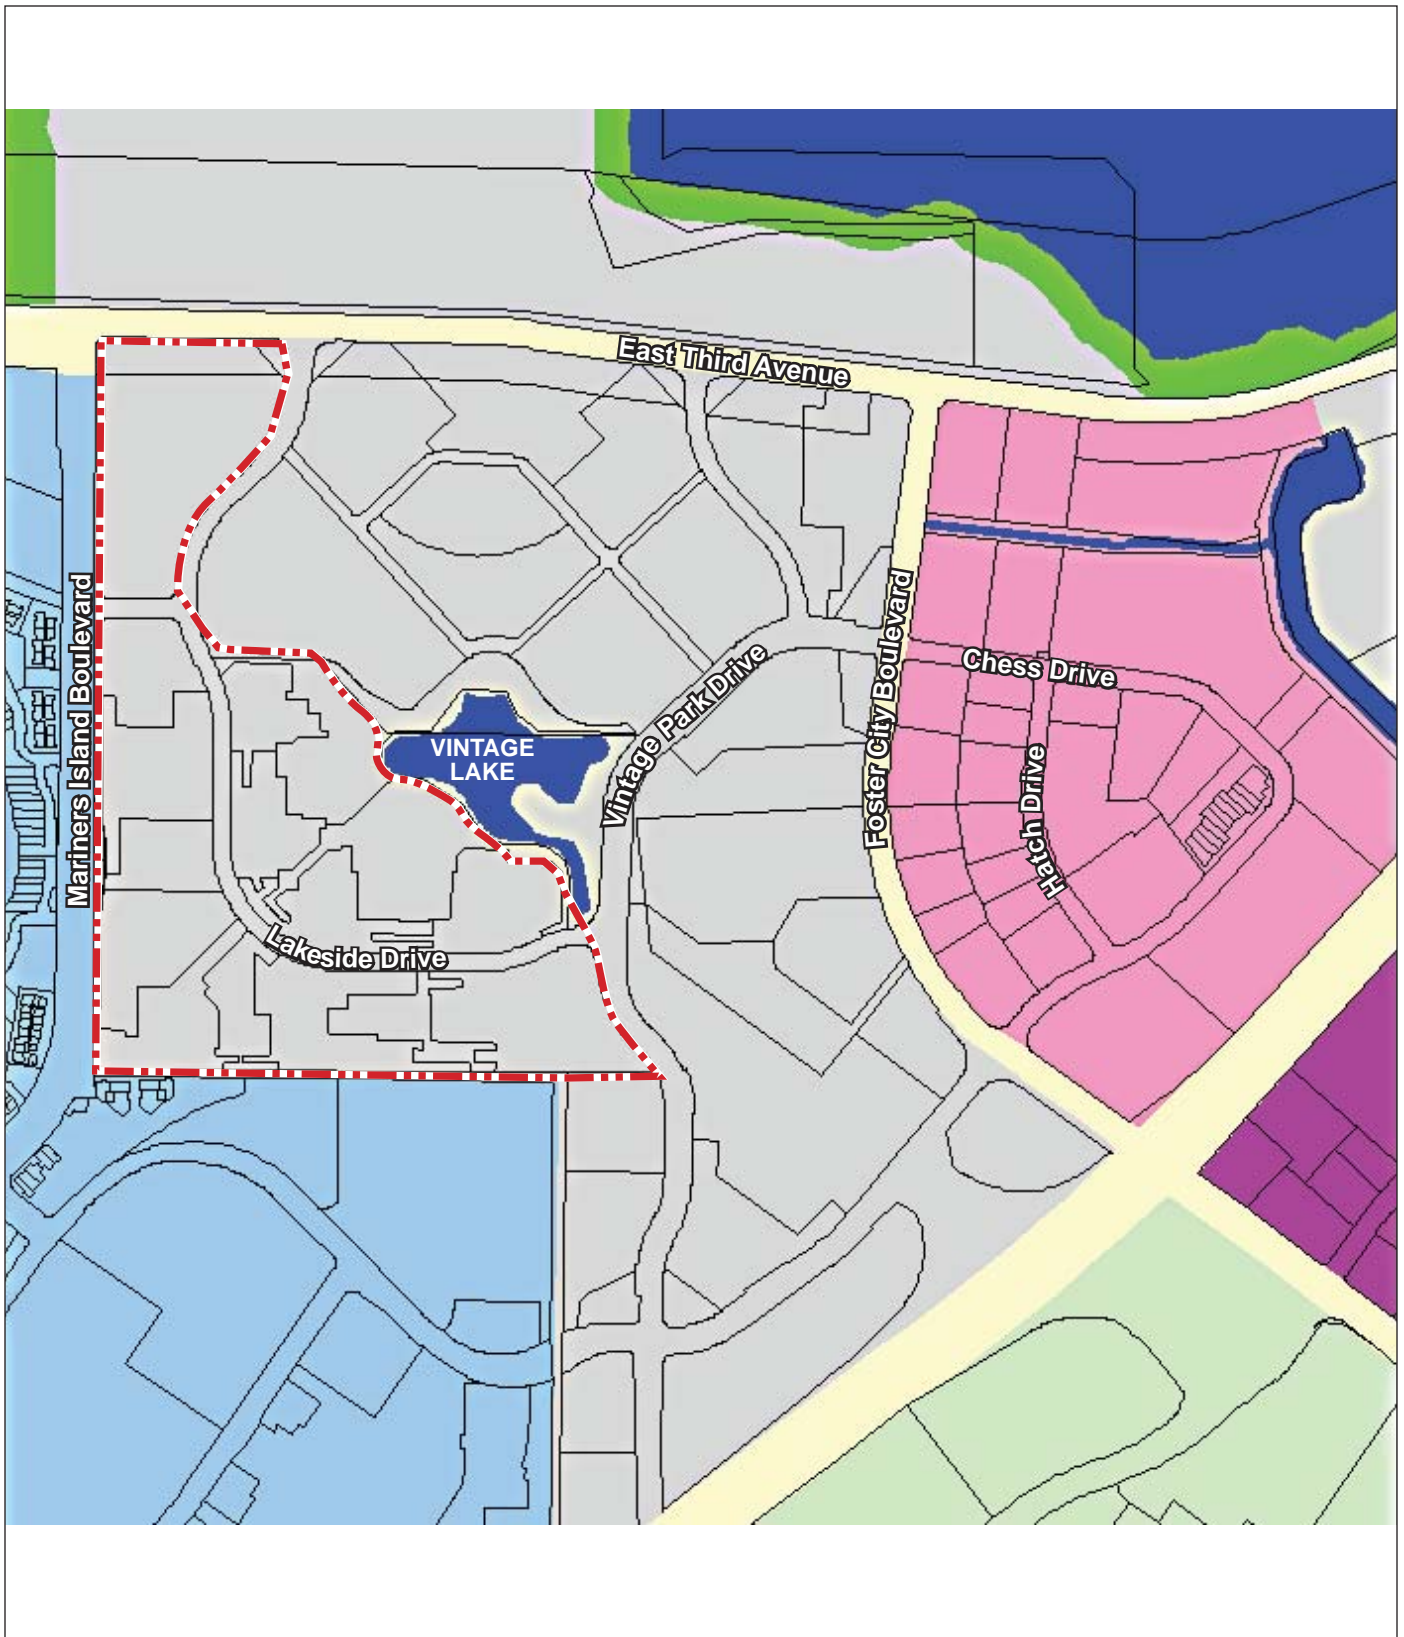 East Third Avenue
Mariners Island Boulevard
Foster City Boulevard
Chess Drive
Vintage Park Drive
VINTAGE
LAKE
Hatch Drive
Lakeside Drive